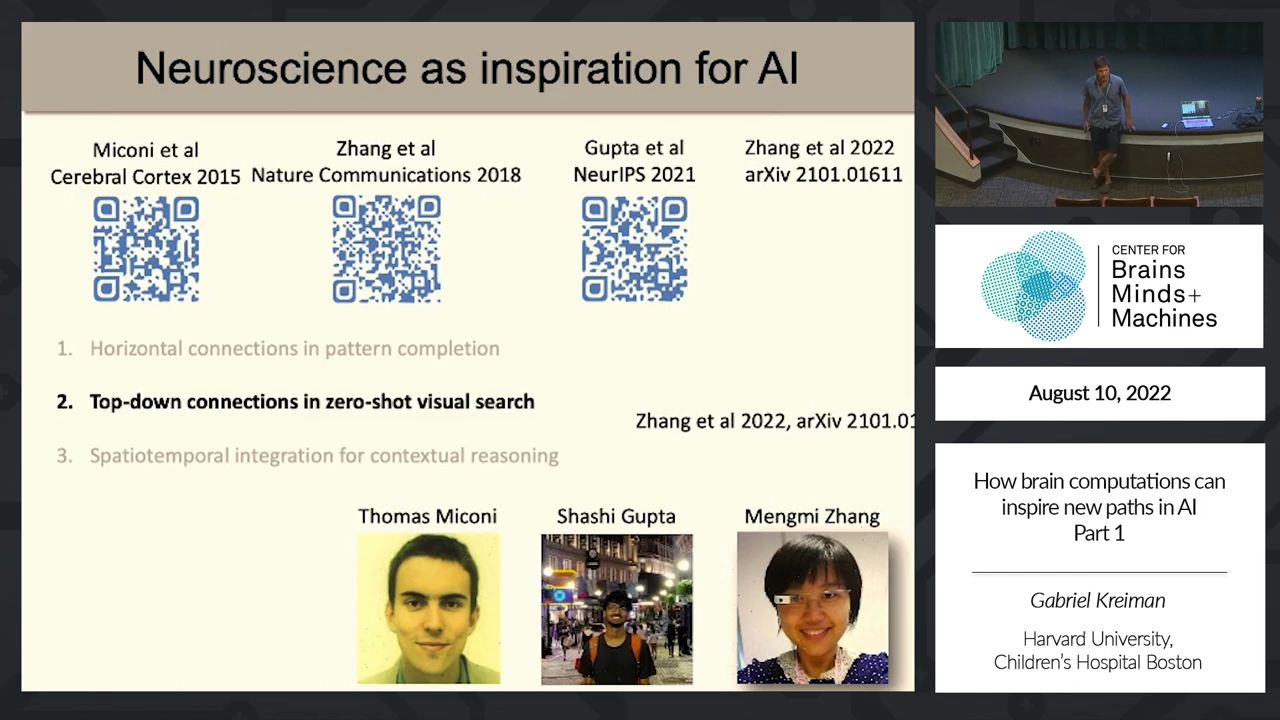 Neuroscience as inspiration for AI
Miconi et al
Cerebral Cortex 2015
Zhang et al
Nature Communications 2018
Gupta et al
NeurIPS 2021
Zhang et al 2022
arXiv 2101.01611
1. Horizontal connections in pattern completion
2. Top-down connections in zero-shot visual search
Zhang et al 2022, arXiv 2101.01
3. Spatiotemporal integration for contextual reasoning
Thomas Miconi
Shashi Gupta
Mengmi Zhang
CENTER FOR
Brains
Minds+
Machines
August 10, 2022
How brain computations can
inspire new paths in AI
Part 1
Gabriel Kreiman
Harvard University,
Children's Hospital Boston